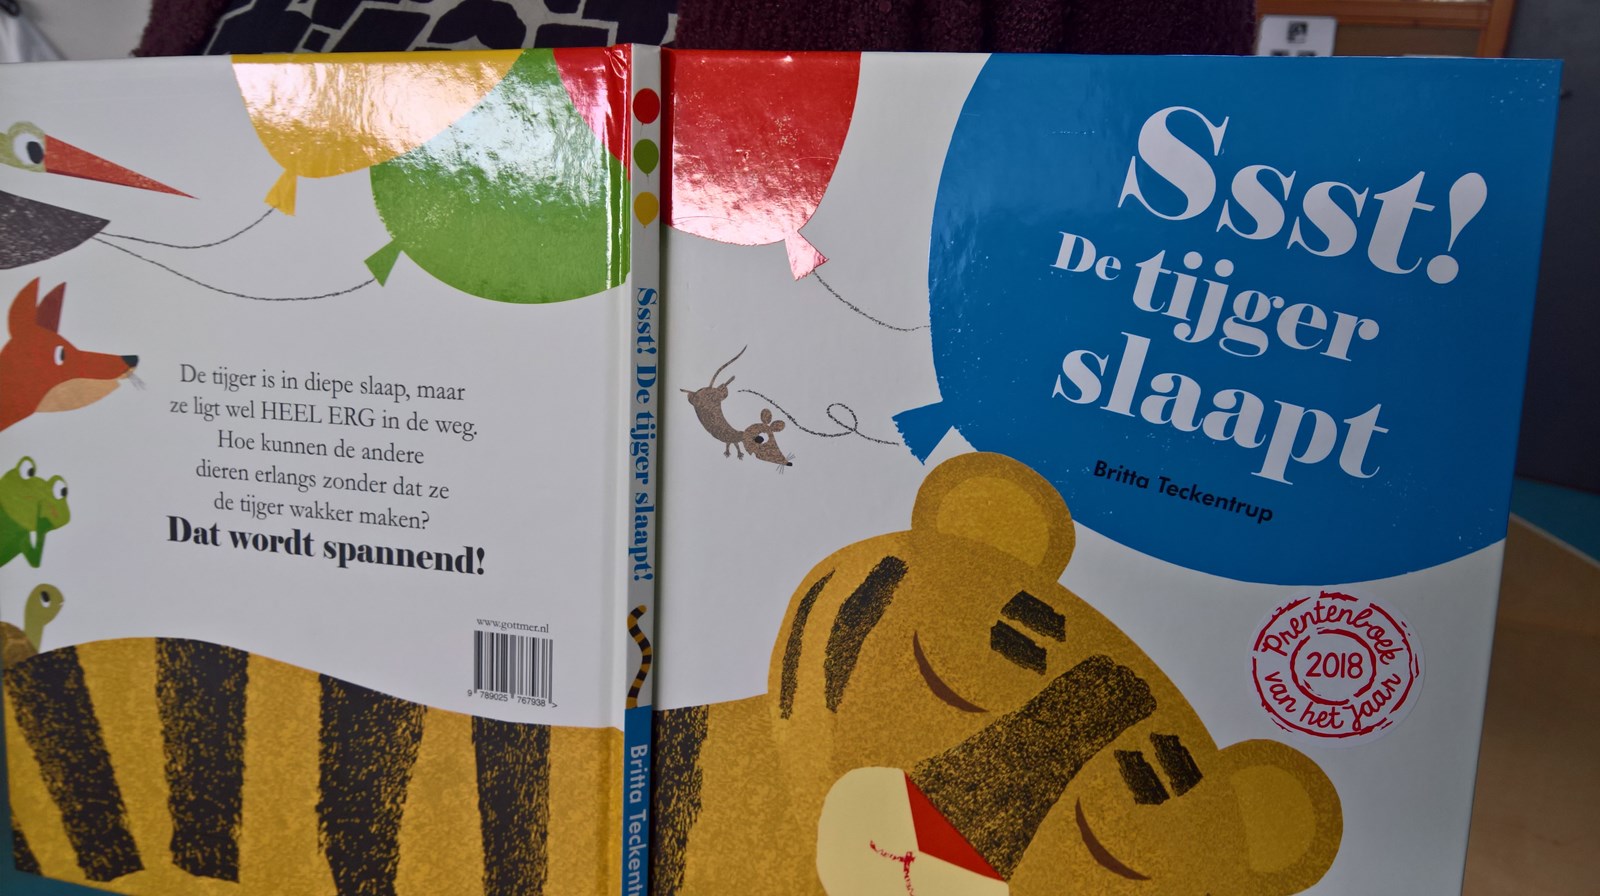 De tijger is in diepe slaap, maar
ze ligt wel HEEL ERG in de weg.
Hoe kunnen de andere
dieren erlangs zonder dat ze
de tijger wakker maken?
Dat wordt spannend!
www.gottmer.nl
9 789025 767938 >
Ssst! De tijger slaapt!
Britta Teckent
Ssst!
De tijger
slaapt
Britta Teckentrup
Prentenboek
2018
van het jaar